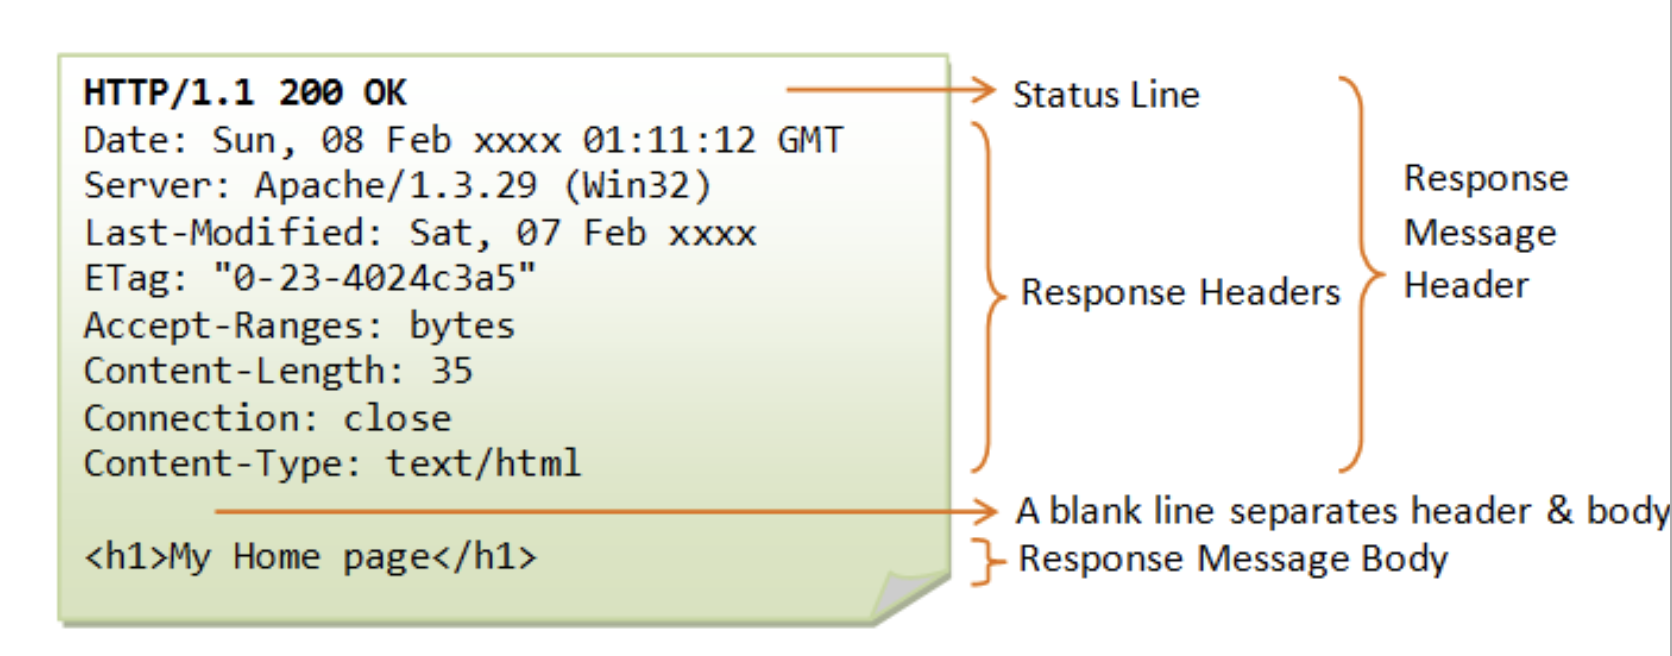 HTTP/1.1 200 OK
Date: Sun, 08 Feb xxxx 01:11:12 GMT
Server: Apache/1.3.29 (Win32)
Last-Modified: Sat, 07 Feb xxxx
ETag: "0-23-4024c3a5"
Accept-Ranges: bytes
Content-Length: 35
Connection: close
Content-Type: text/html
<h1>My Home page</h1>
Status Line
Response Headers
Response
Message
Header
A blank line separates header & body
Response Message Body